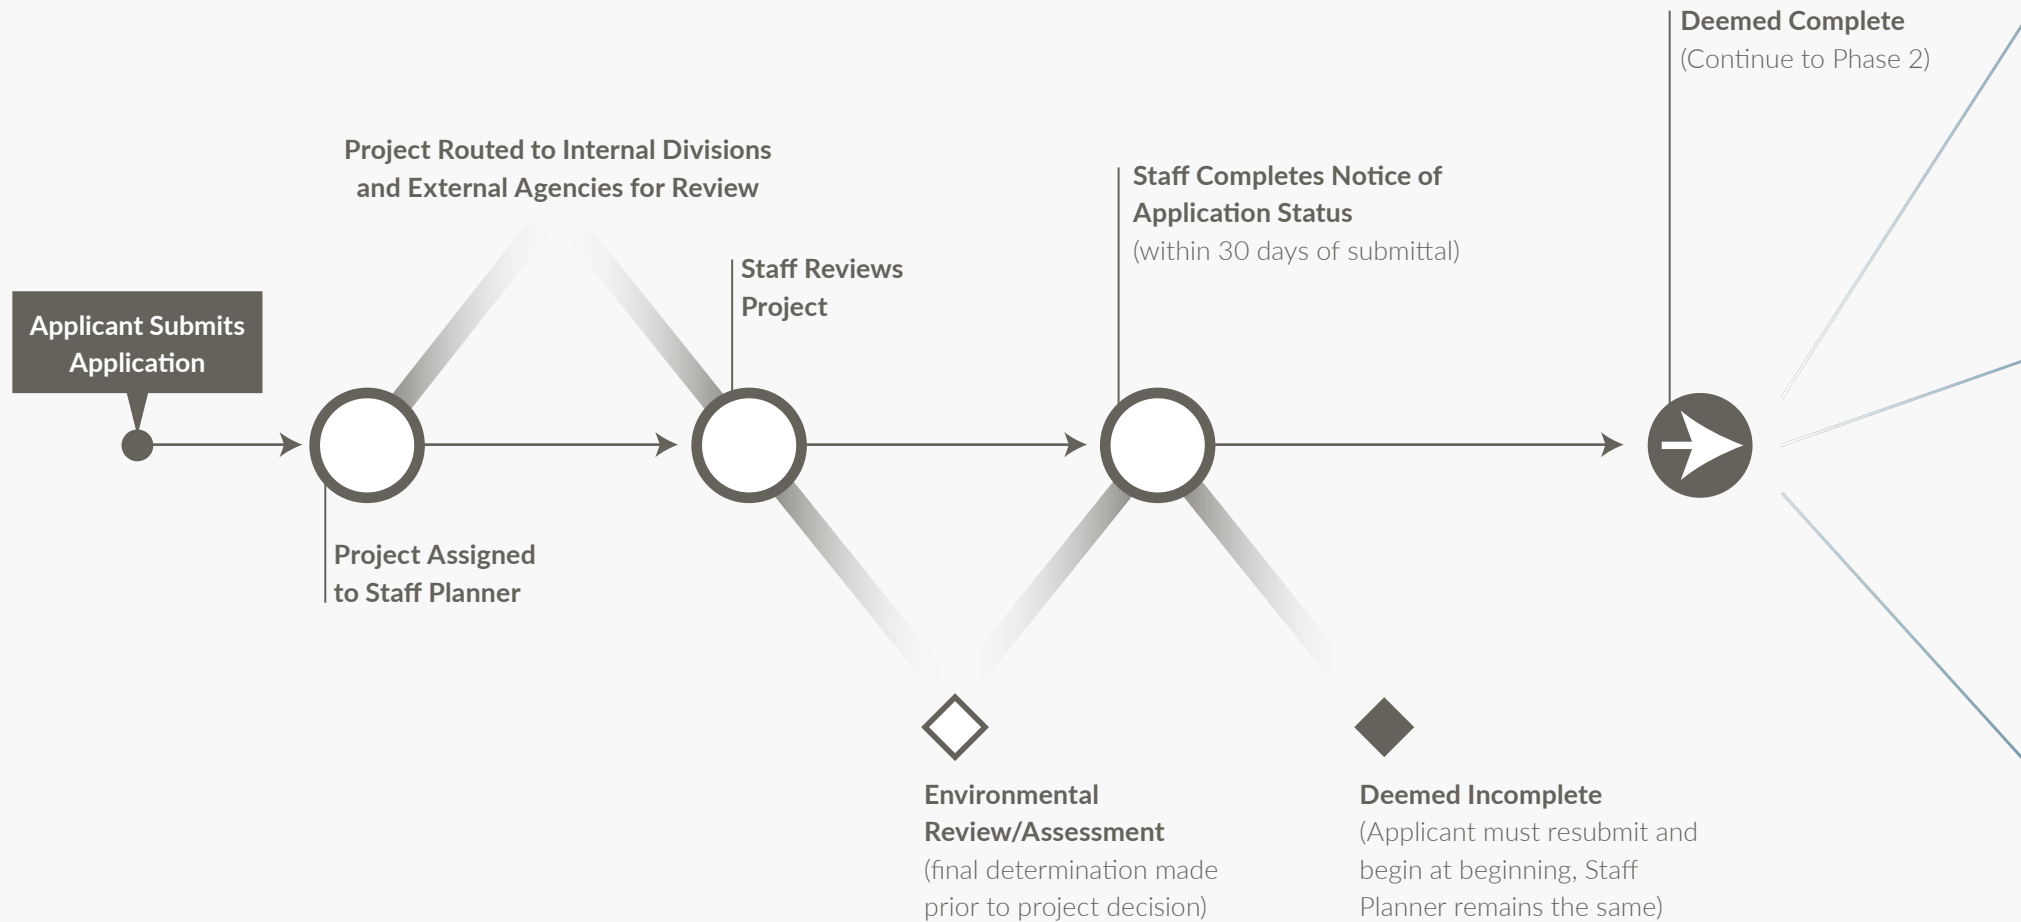 Applicant Submits
Application
Project Assigned
to Staff Planner
Project Routed to Internal Divisions
and External Agencies for Review
Staff Reviews
Project
Environmental
Review/Assessment
(final determination made
prior to project decision)
Staff Completes Notice of
Application Status
(within 30 days of submittal)
Deemed Incomplete
(Applicant must resubmit and
begin at beginning, Staff
Planner remains the same)
Deemed Complete
(Continue to Phase 2)